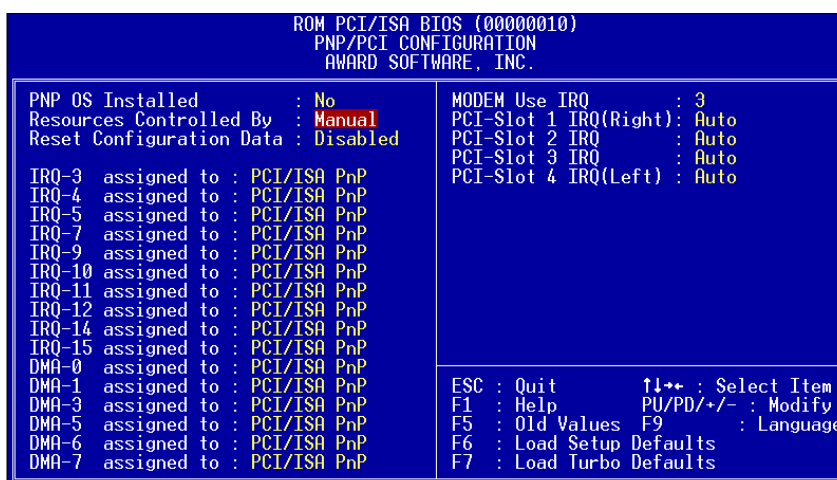 ROM PCI/ISA BIOS (00000010)
PNP/PCI CONFIGURATION
AWARD SOFTWARE, INC.
PNP OS Installed : No
Resources Controlled By : Manual
Reset Configuration Data : Disabled
IRQ-3 assigned to : PCI/ISA PnP
IRQ-4 assigned to : PCI/ISA PnP
IRQ-5 assigned to : PCI/ISA PnP
IRQ-7 assigned to : PCI/ISA PnP
IRQ-9 assigned to : PCI/ISA PnP
IRQ-10 assigned to : PCI/ISA PnP
IRQ-11 assigned to : PCI/ISA PnP
IRQ-12 assigned to : PCI/ISA PnP
IRQ-14 assigned to : PCI/ISA PnP
IRQ-15 assigned to : PCI/ISA PnP
DMA-0 assigned to : PCI/ISA PnP
DMA-1 assigned to : PCI/ISA PnP
DMA-3 assigned to : PCI/ISA PnP
DMA-5 assigned to : PCI/ISA PnP
DMA-6 assigned to : PCI/ISA PnP
DMA-7 assigned to : PCI/ISA PnP
MODEM Use IRQ : 3
PCI-Slot 1 IRQ(Right): Auto
PCI-Slot 2 IRQ : Auto
PCI-Slot 3 IRQ : Auto
PCI-Slot 4 IRQ(Left) : Auto
ESC : Quit ↑↓→← : Select Item
F1 : Help PU/PD/+/- : Modify
F5 : Old Values F9 : Language
F6 : Load Setup Defaults
F7 : Load Turbo Defaults